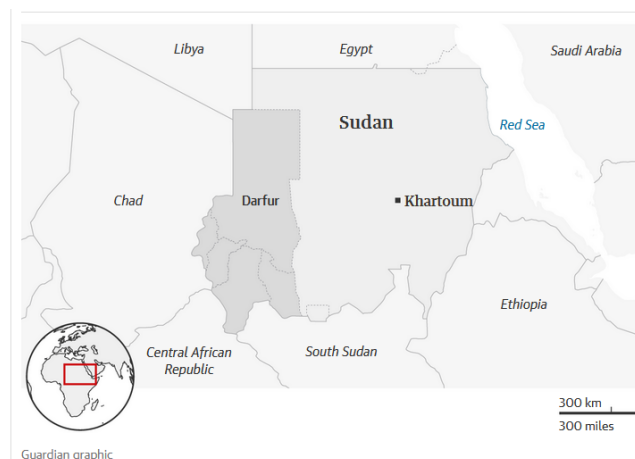 Libya
Egypt
Saudi Arabia
Sudan
Red Sea
Chad
Darfur
Khartoum
Ethiopia
Central African
Republic
South Sudan
300 km
300 miles
Guardian graphic